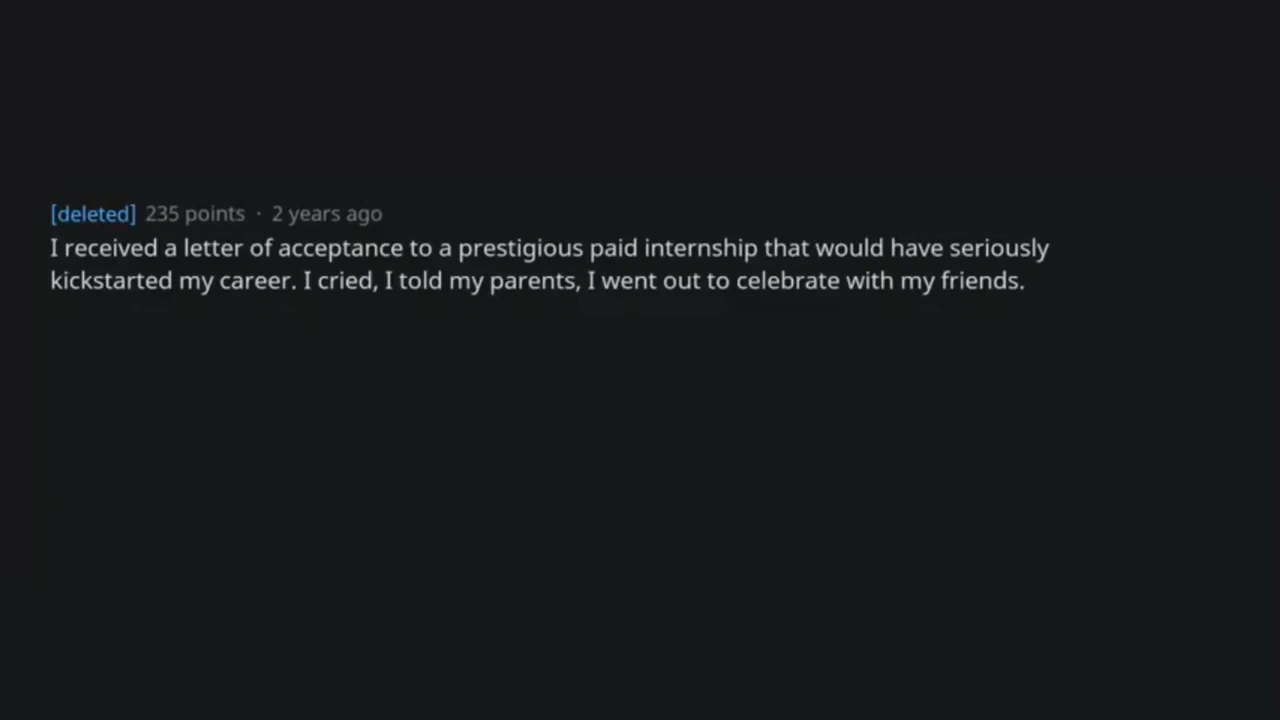 [deleted] 235 points · 2 years ago
I received a letter of acceptance to a prestigious paid internship that would have seriously
kickstarted my career. I cried, I told my parents, I went out to celebrate with my friends.